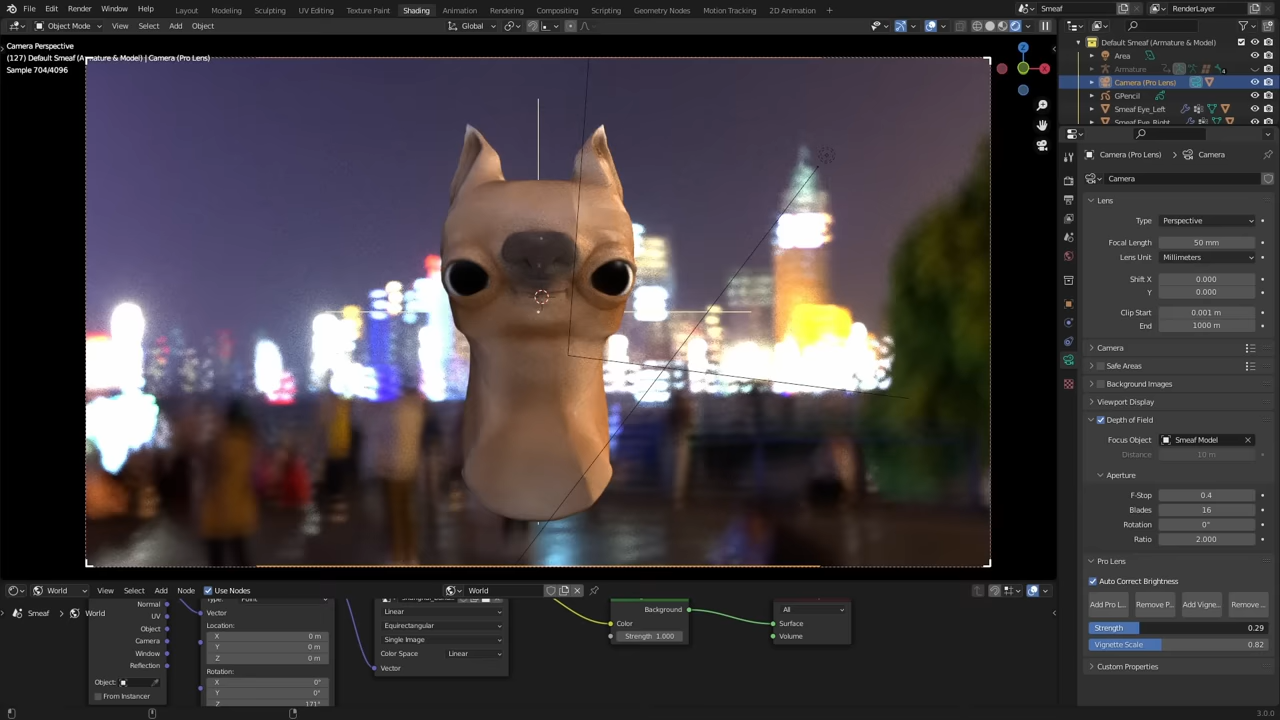 File Edit Render Window Help
Layout Modeling Sculpting UV Editing Texture Paint Shading Animation Rendering Compositing Scripting Geometry Nodes Motion Tracking 2D Animation
Smeaf
RenderLayer
Object Mode View Select Add Object
Global
Camera Perspective
(127) Default Smeaf (Armature & Model) | Camera (Pro Lens)
Sample 704/4096
Default Smeaf (Armature & Model)
Area
Armature
Camera (Pro Lens)
GPencil
Smeaf Eye_Left
Smeaf Eye_Right
Camera (Pro Lens) Camera
Camera
Lens
Type Perspective
Focal Length 50 mm
Lens Unit Millimeters
Shift X 0.000
Y 0.000
Clip Start 0.001 m
End 1000 m
Camera
Safe Areas
Background Images
Viewport Display
Depth of Field
Focus Object Smeaf Model
Distance 10 m
Aperture
F-Stop 0.4
Blades 16
Rotation 0°
Ratio 2.000
Pro Lens
Auto Correct Brightness
Add Pro L... Remove P... Add Vigne... Remove ...
Strength 0.29
Vignette Scale 0.82
Custom Properties
World View Select Add Node Use Nodes World
Smeaf World
Normal
UV
Object
Camera
Window
Reflection
Object:
From Instancer
Vector
Location:
X 0 m
Y 0 m
Z 0 m
Rotation:
X 0°
Y 0°
Z 171°
Linear
Equirectangular
Single Image
Color Space Linear
Vector
Background
Color
Strength 1.000
All
Surface
Volume
3.0.0